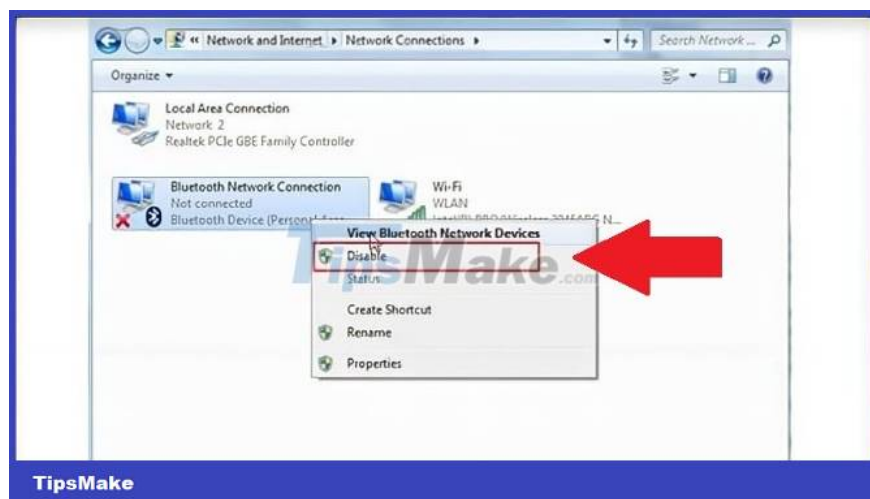 « Network and Internet ▸ Network Connections ▸
Search Network ...
Organize
Local Area Connection
Network 2
Realtek PCIe GBE Family Controller
Bluetooth Network Connection
Not connected
Bluetooth Device (Personal Area
Wi-Fi
WLAN
View Bluetooth Network Devices
Disable
Status
Create Shortcut
Rename
Properties
TipsMake.com
TipsMake